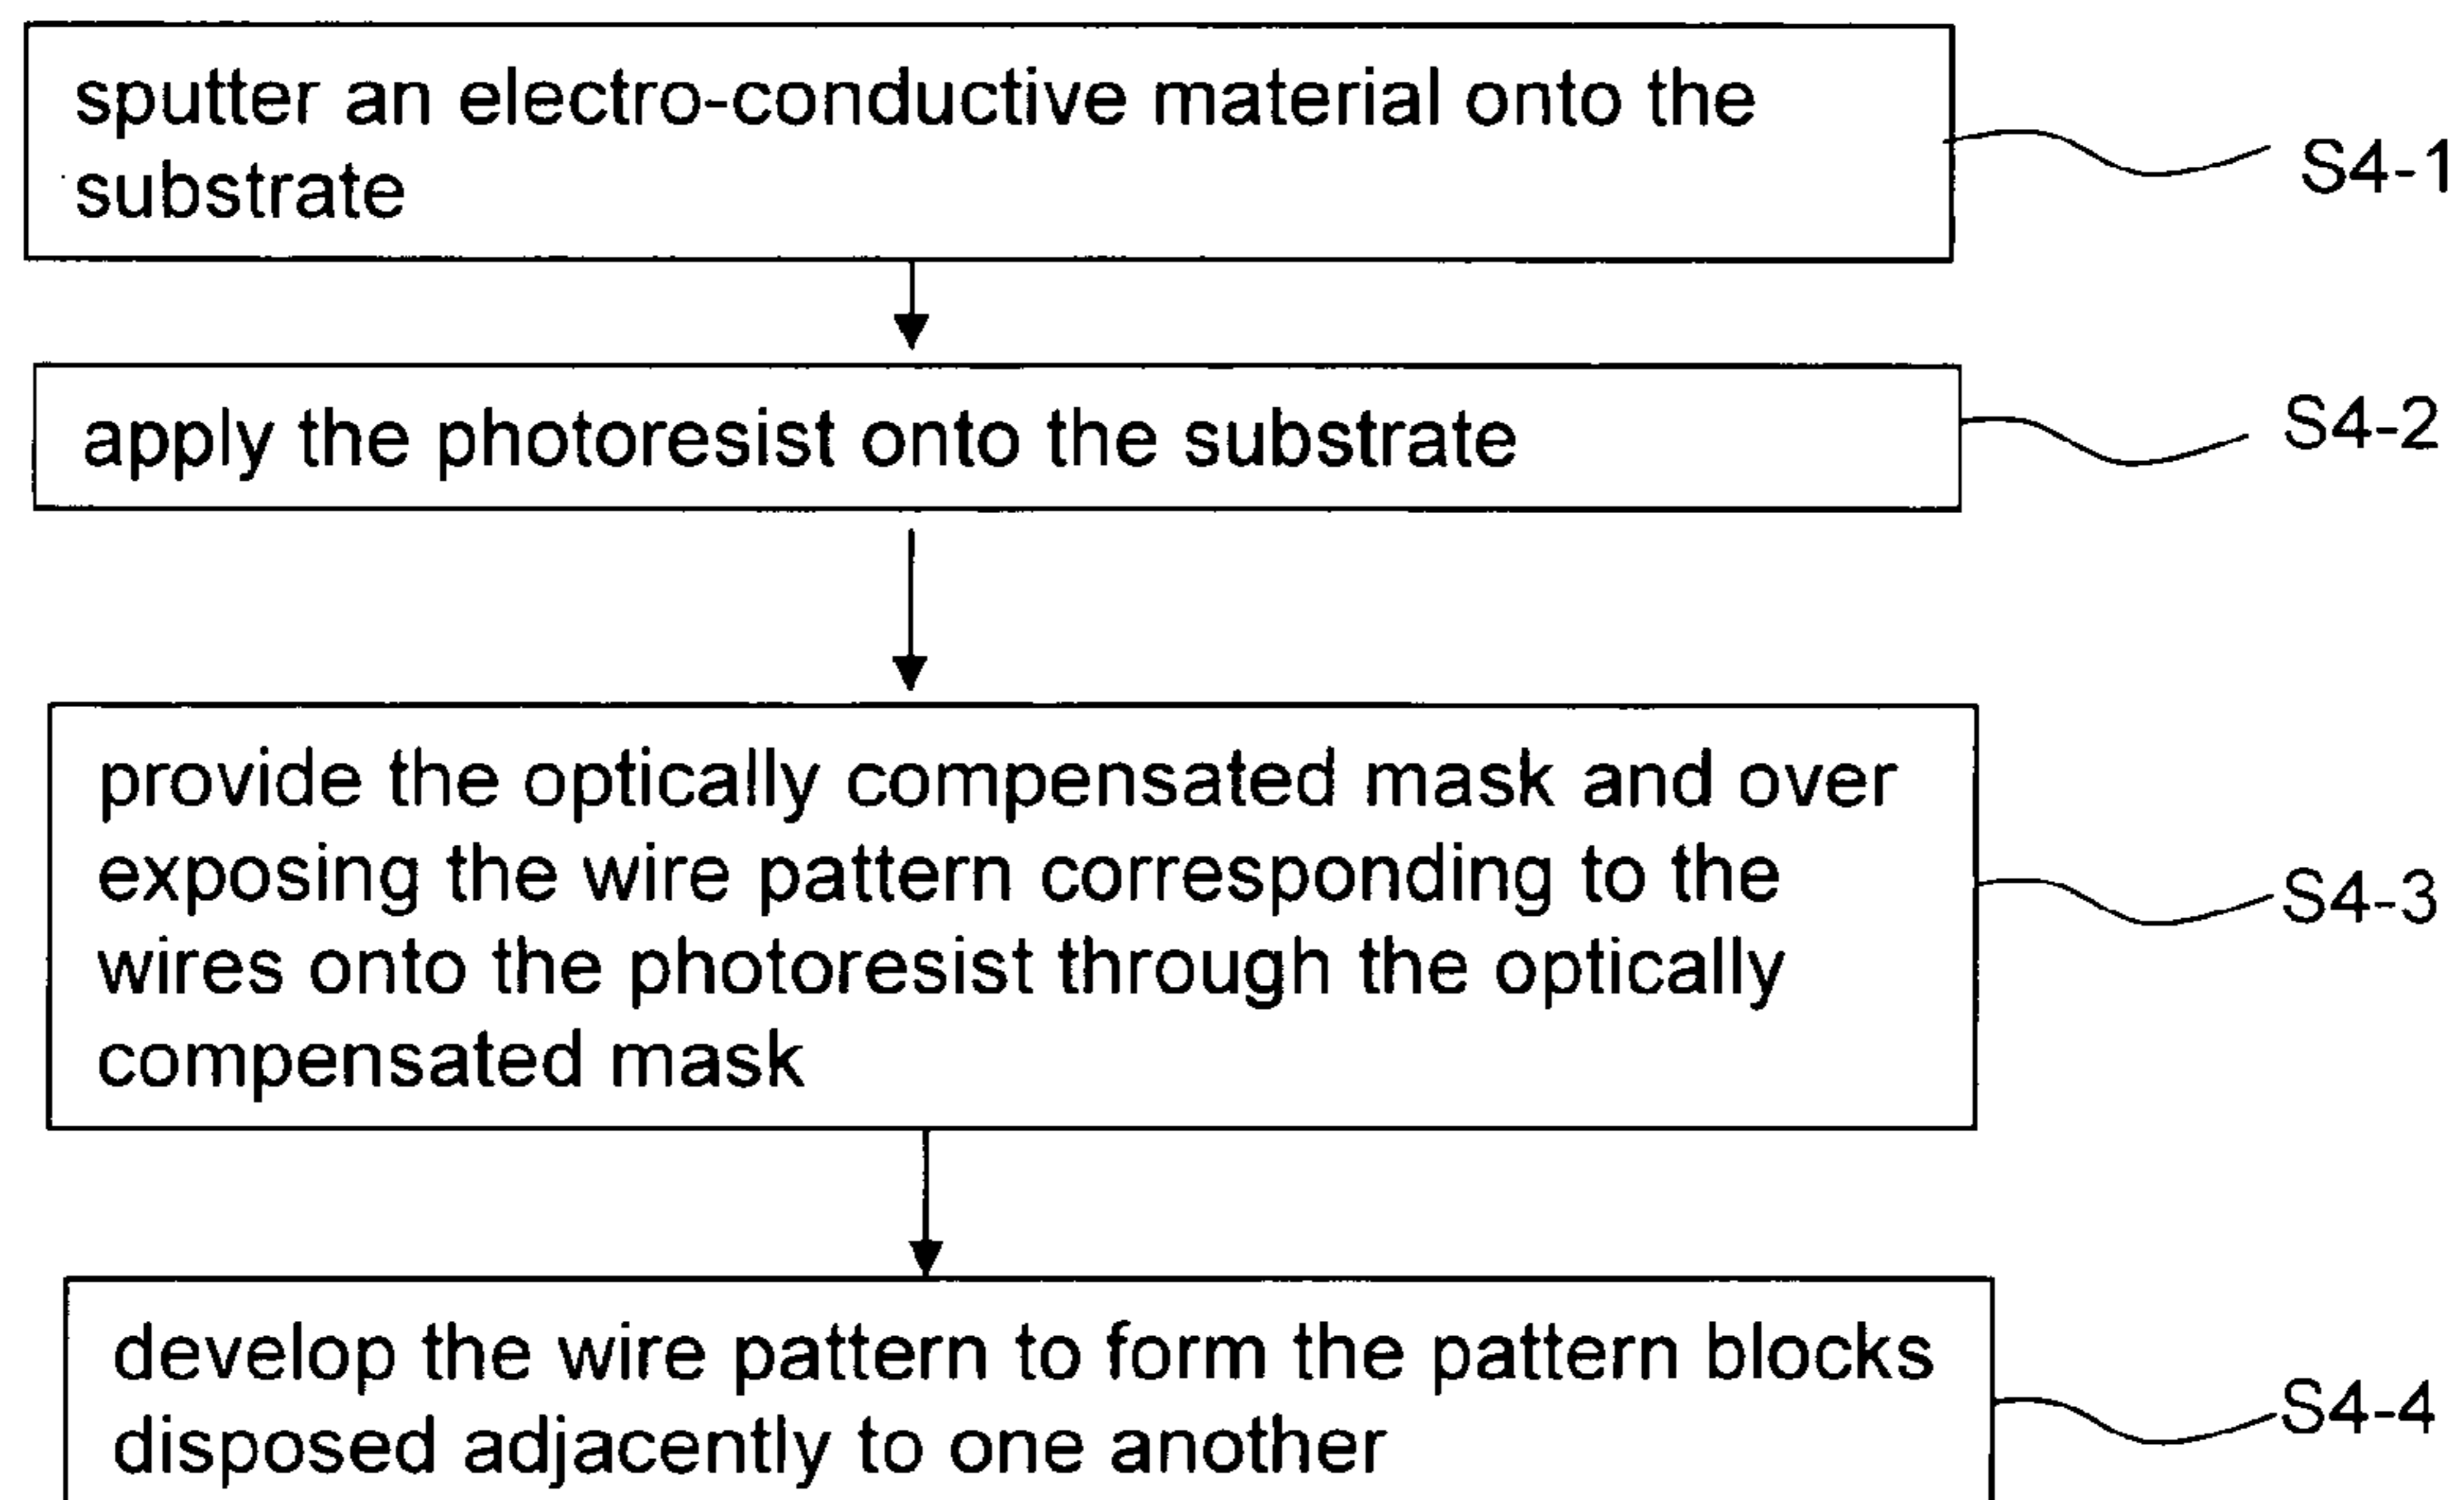 sputter an electro-conductive material onto the
substrate
S4-1
apply the photoresist onto the substrate
S4-2
provide the optically compensated mask and over
exposing the wire pattern corresponding to the
wires onto the photoresist through the optically
compensated mask
S4-3
develop the wire pattern to form the pattern blocks
disposed adjacently to one another
S4-4